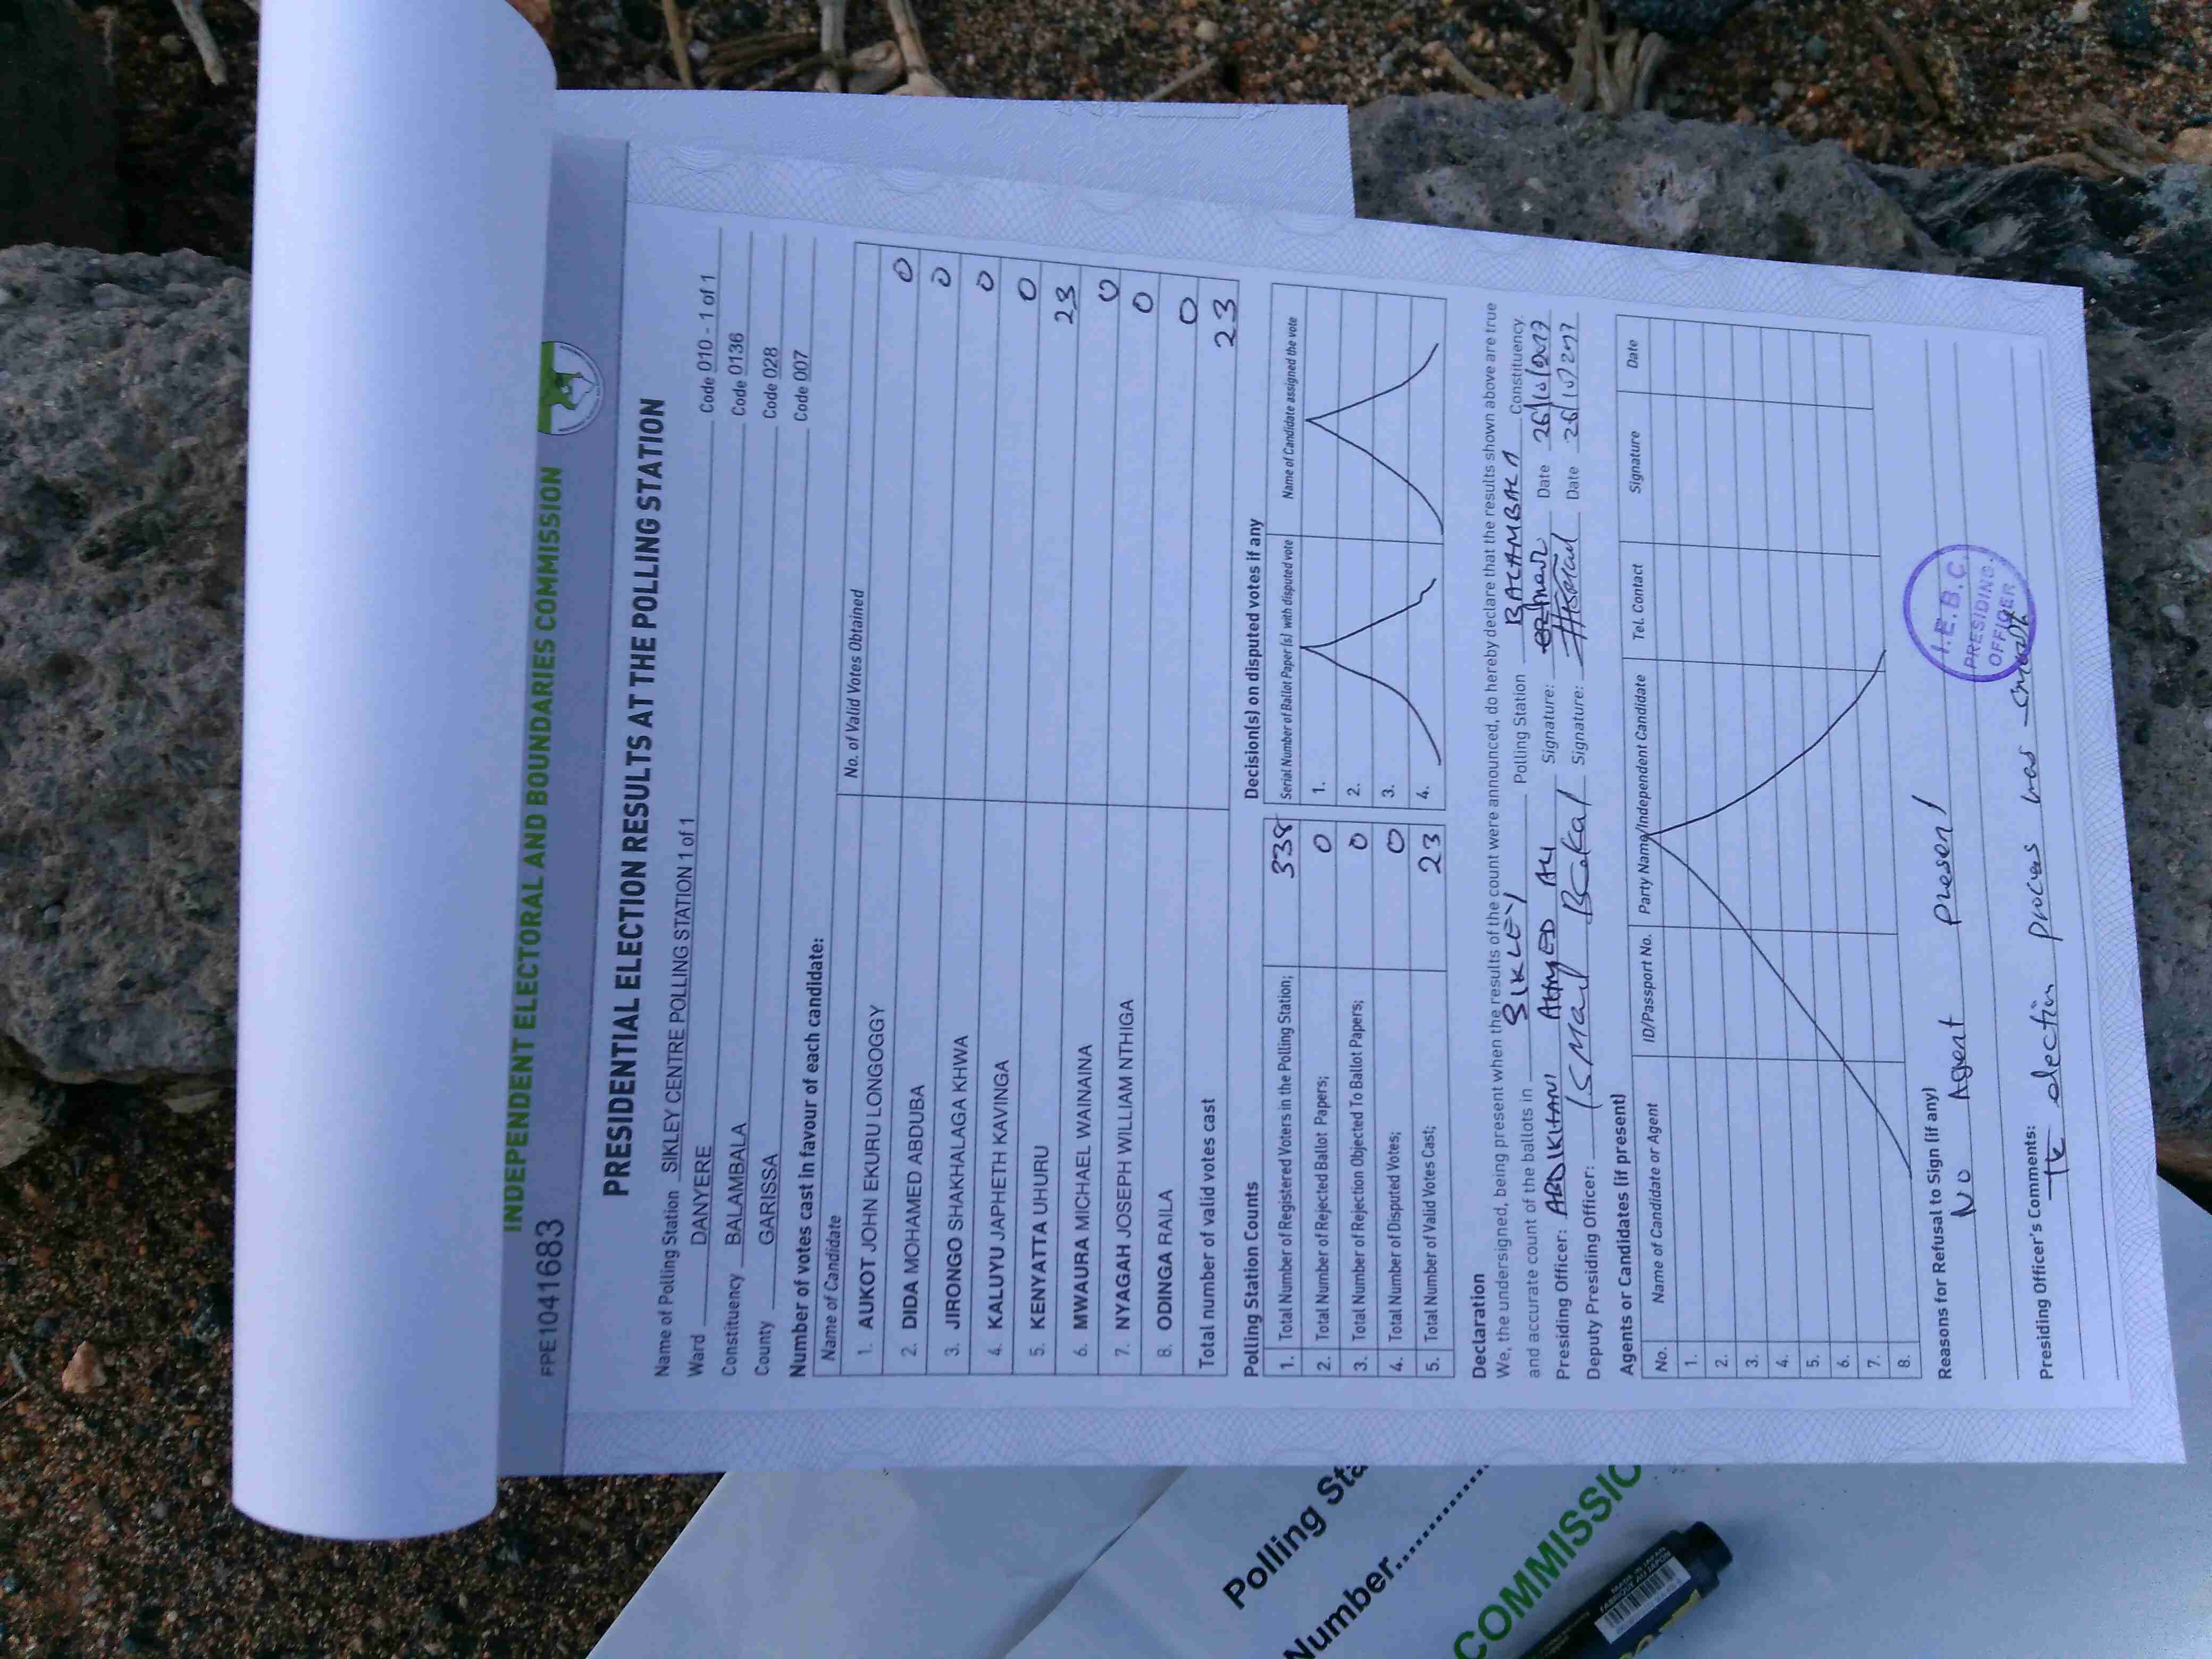 INDEPENDENT ELECTORAL AND BOUNDARIES COMMISSION
FPE1041683
PRESIDENTIAL ELECTION RESULTS AT THE POLLING STATION
Name of Polling Station SIKLEY CENTRE POLLING STATION 1 of 1 Code 010 - 1 of 1
Ward DANYERE Code 0136
Constituency BALAMBALA Code 028
County GARISSA Code 007
Number of votes cast in favour of each candidate:
Name of Candidate No. of Valid Votes Obtained
1. AUKOT JOHN EKURU LONGOGGY 0
2. DIDA MOHAMED ABDUBA 0
3. JIRONGO SHAKHALAGA KHWA 0
4. KALUYU JAPHETH KAVINGA 0
5. KENYATTA UHURU 23
6. MWAURA MICHAEL WAINAINA 0
7. NYAGAH JOSEPH WILLIAM NTHIGA 0
8. ODINGA RAILA 0
Total number of valid votes cast 23
Polling Station Counts
1. Total Number of Registered Voters in the Polling Station; 338
2. Total Number of Rejected Ballot Papers; 0
3. Total Number of Rejection Objected To Ballot Papers; 0
4. Total Number of Disputed Votes; 0
5. Total Number of Valid Votes Cast; 23
Decision(s) on disputed votes if any
Serial Number of Ballot Paper (s) with disputed vote Name of Candidate assigned the vote
1.
2.
3.
4.
Declaration
We, the undersigned, being present when the results of the count were announced, do hereby declare that the results shown above are true
and accurate count of the ballots in SIKLEY Polling Station BALAMBALA Constituency.
Presiding Officer: ABDIKHANI AHMED ALI Signature: Date 26/10/2017
Deputy Presiding Officer: ISMAIL Signature: Date 26/10/2017
Agents or Candidates (if present)
No. Name of Candidate or Agent ID/Passport No. Party Name/Independent Candidate Tel. Contact Signature Date
1.
2.
3.
4.
5.
6.
7.
8.
Reasons for Refusal to Sign (if any)
No Agent present
Presiding Officer's Comments:
The election process was smooth
I.E.B.C
PRESIDING
OFFICER
Polling Sta
Number
COMMISSIO
MADE IN JAPAN